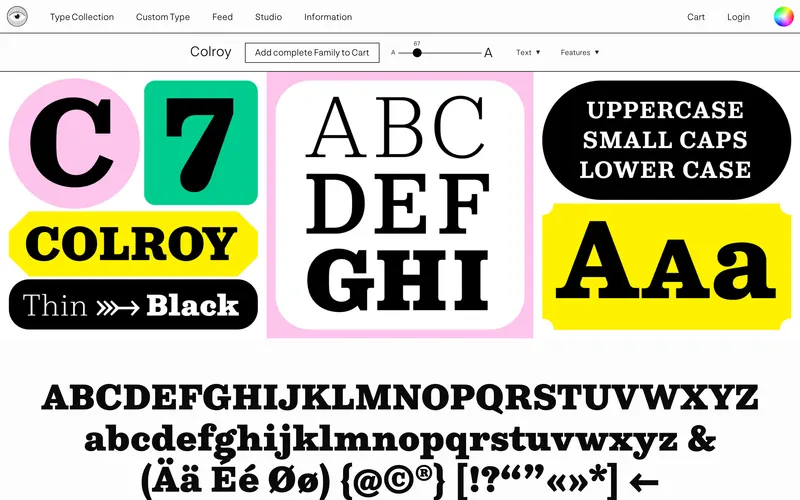 Type Collection Custom Type Feed Studio Information Cart Login
Colroy Add complete Family to Cart A 67 A Text ▼ Features ▼
C 7
COLROY
Thin ➳ Black
ABC
DEF
GHI
UPPERCASE
SMALL CAPS
LOWER CASE
AAa
ABCDEFGHIJKLMNOPQRSTUVWXYZ
abcdefghijklmnopqrstuvwxyz &
(Ää Éé Øø) {@©®} [!?“”«»*] ←